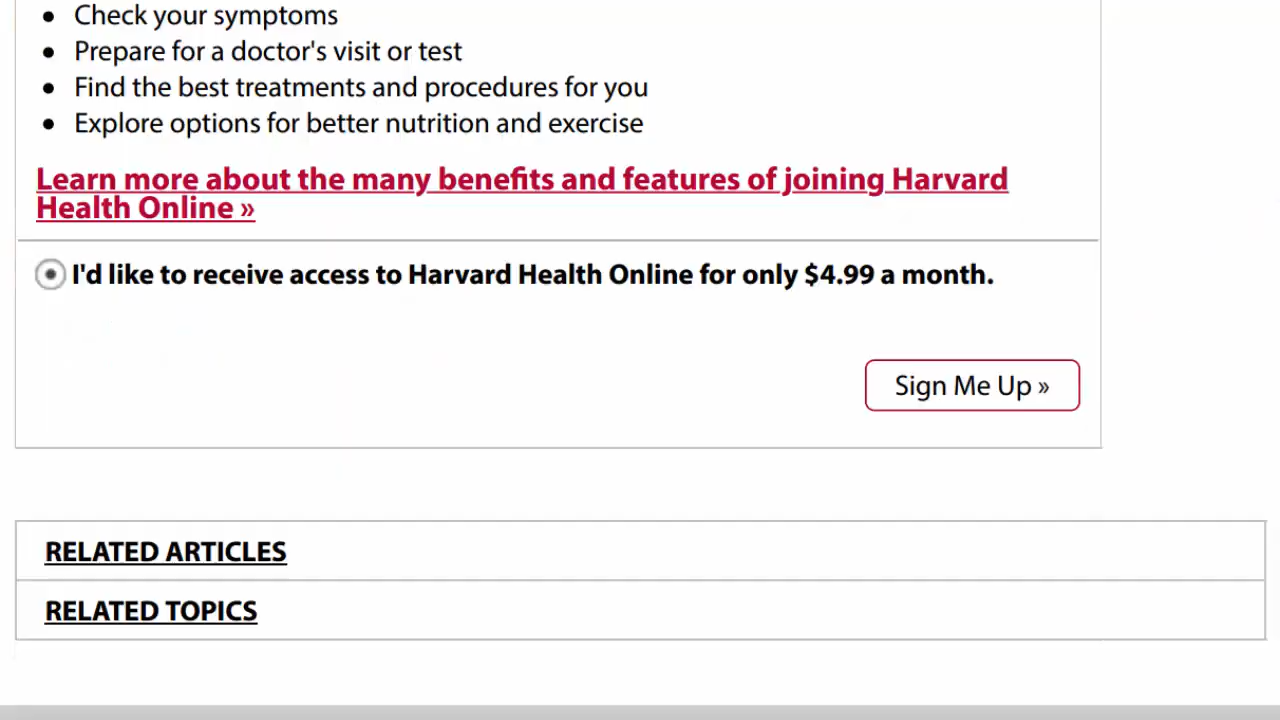 Check your symptoms
Prepare for a doctor's visit or test
Find the best treatments and procedures for you
Explore options for better nutrition and exercise
Learn more about the many benefits and features of joining Harvard
Health Online »
I'd like to receive access to Harvard Health Online for only $4.99 a month.
Sign Me Up »
RELATED ARTICLES
RELATED TOPICS